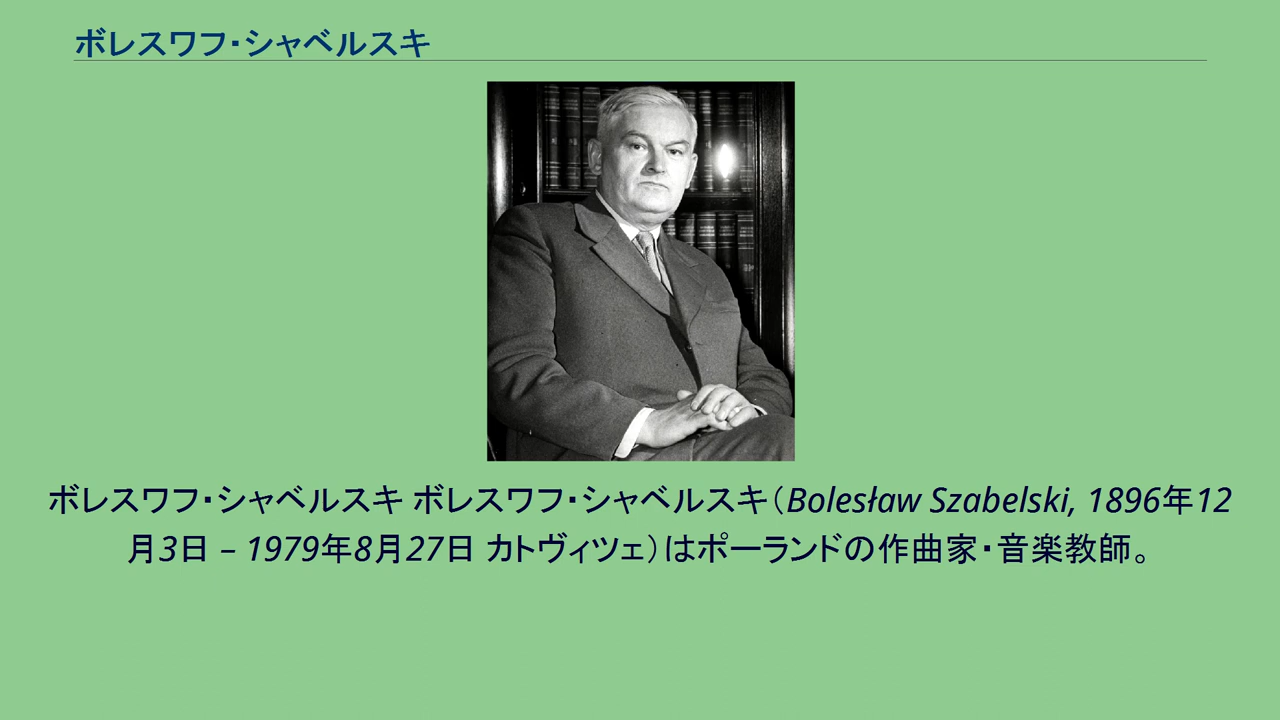 ボレスワフ・シャベルスキ
ボレスワフ・シャベルスキ ボレスワフ・シャベルスキ（Bolesław Szabelski, 1896年12
月3日 – 1979年8月27日 カトヴィツェ）はポーランドの作曲家・音楽教師。